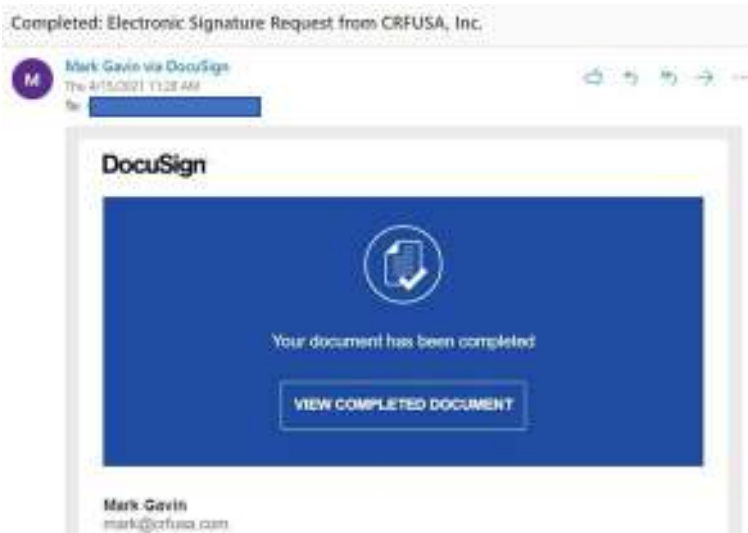 Completed: Electronic Signature Request from CRFUSA, Inc.
M
Mark Gavin via DocuSign
Thu 4/15/2021 11:28 AM
To:
DocuSign
Your document has been completed
VIEW COMPLETED DOCUMENT
Mark Gavin
mark@crfusa.com